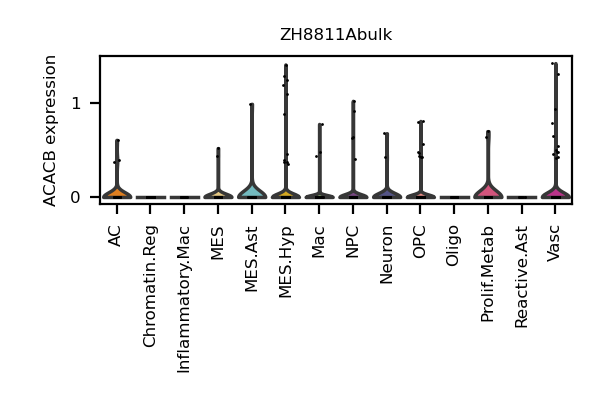 ZH8811Abulk
ACACB expression
1
0
AC
Chromatin.Reg
Inflammatory.Mac
MES
MES.Ast
MES.Hyp
Mac
NPC
Neuron
OPC
Oligo
Prolif.Metab
Reactive.Ast
Vasc